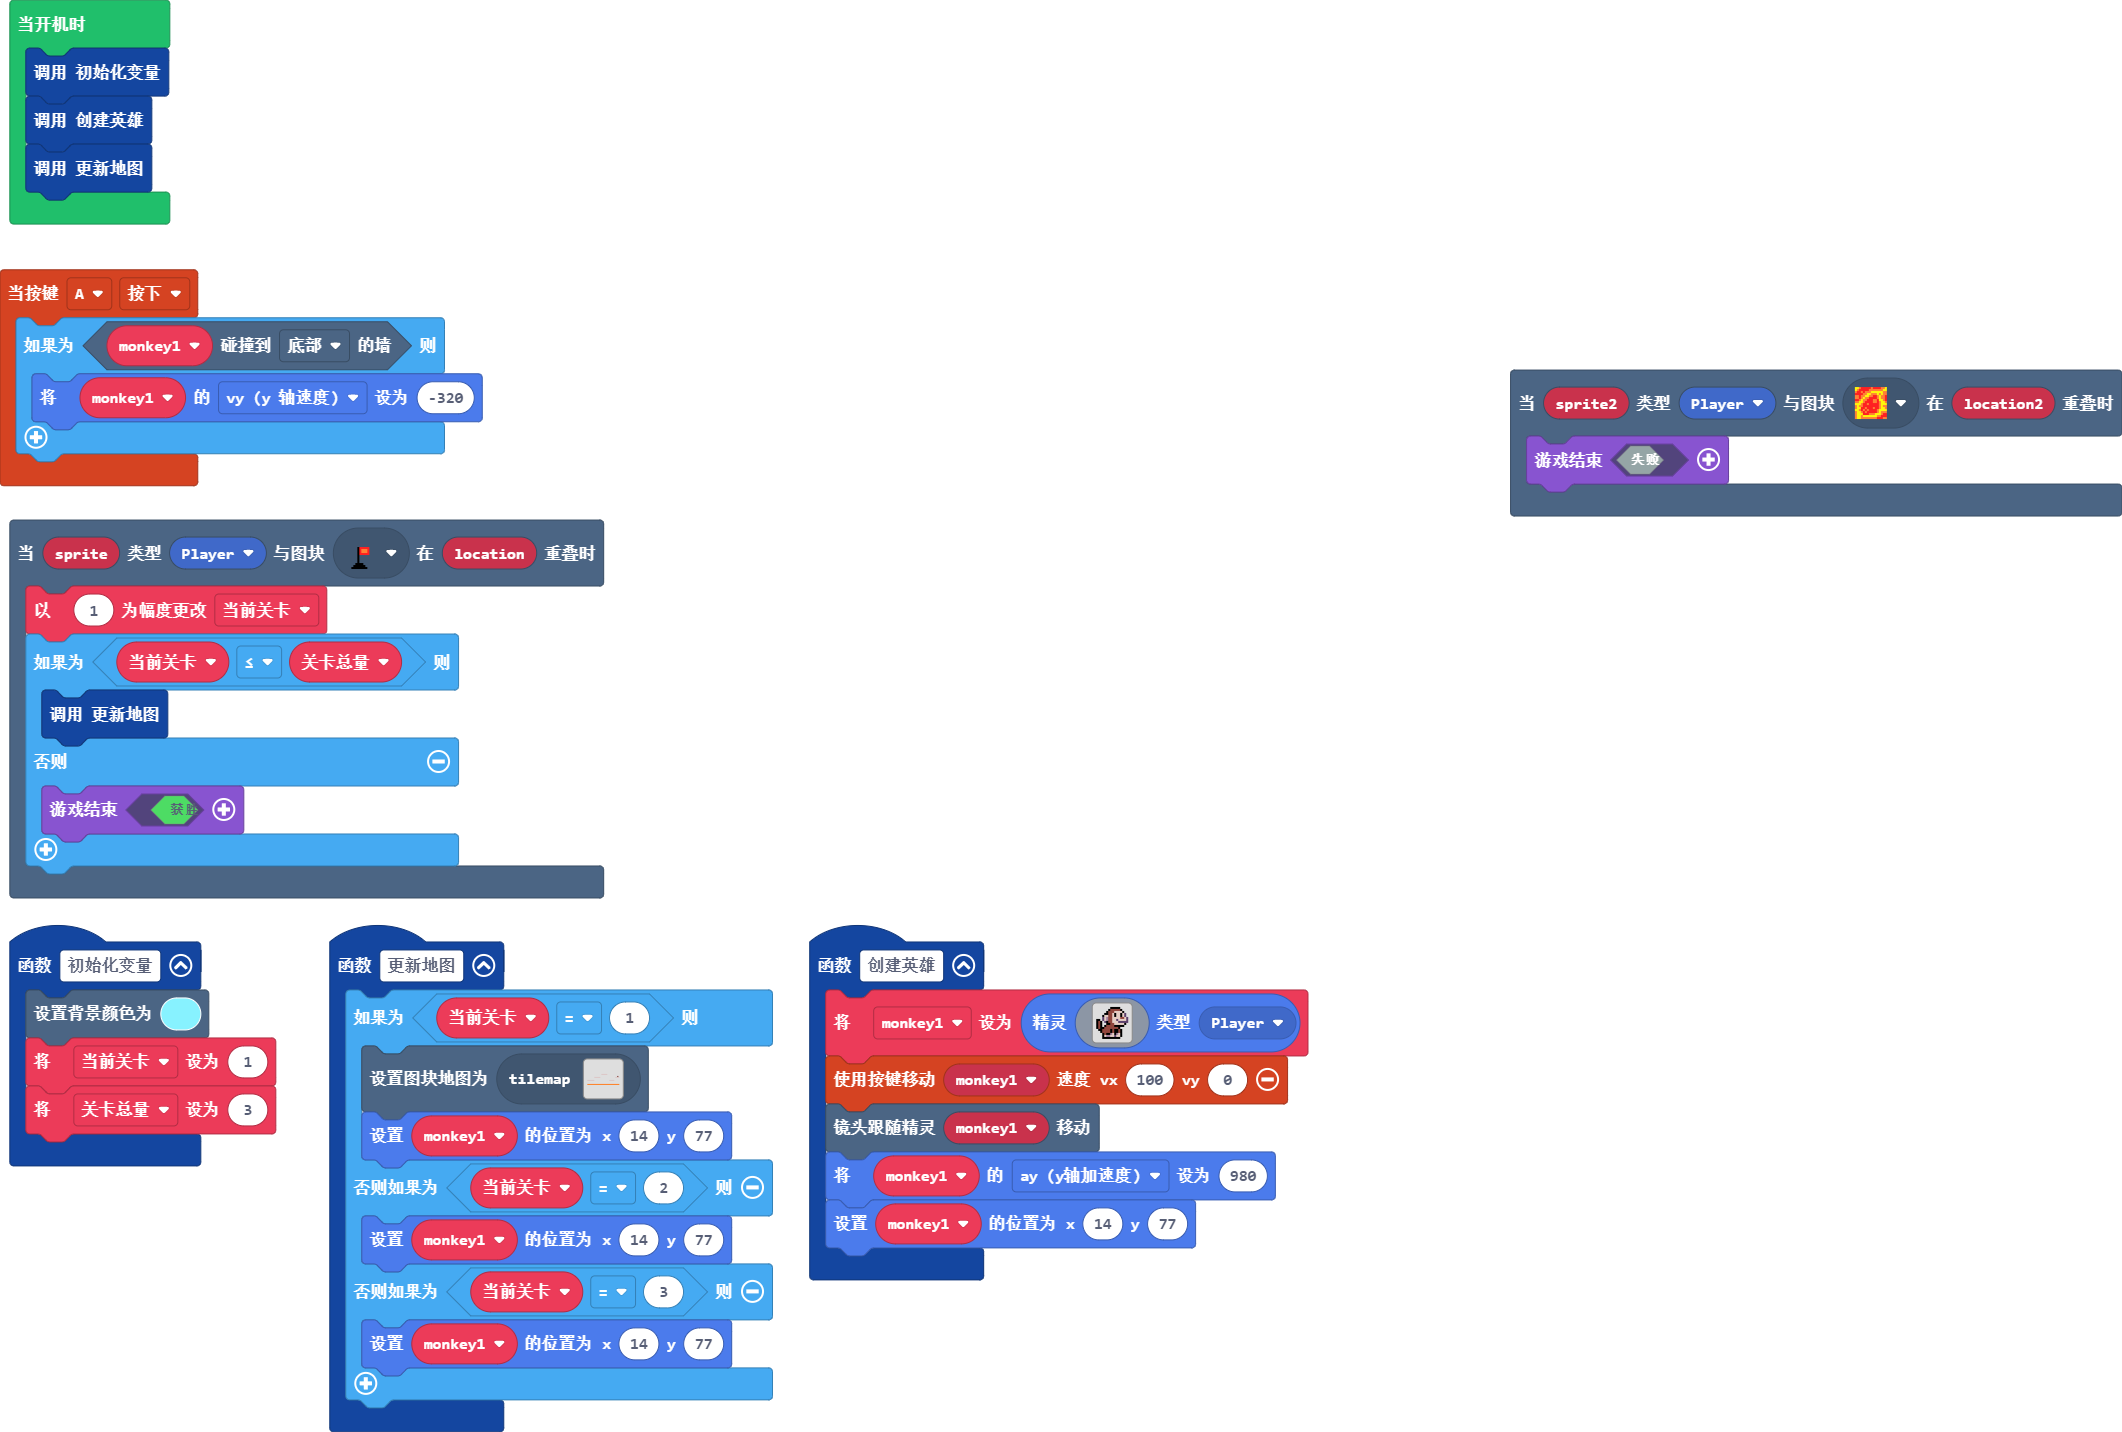 当开机时
调用 初始化变量
调用 创建英雄
调用 更新地图
当按键 A 按下
如果为 monkey1 碰撞到 底部 的墙 则
将 monkey1 的 vy (y 轴速度) 设为 -320
当 sprite2 类型 Player 与图块 在 location2 重叠时
游戏结束 失败
当 sprite 类型 Player 与图块 在 location 重叠时
以 1 为幅度更改 当前关卡
如果为 当前关卡 ≤ 关卡总量 则
调用 更新地图
否则
游戏结束 获胜
函数 初始化变量
设置背景颜色为
将 当前关卡 设为 1
将 关卡总量 设为 3
函数 更新地图
如果为 当前关卡 = 1 则
设置图块地图为 tilemap
设置 monkey1 的位置为 x 14 y 77
否则如果为 当前关卡 = 2 则
设置 monkey1 的位置为 x 14 y 77
否则如果为 当前关卡 = 3 则
设置 monkey1 的位置为 x 14 y 77
函数 创建英雄
将 monkey1 设为 精灵 类型 Player
使用按键移动 monkey1 速度 vx 100 vy 0
镜头跟随精灵 monkey1 移动
将 monkey1 的 ay (y轴加速度) 设为 980
设置 monkey1 的位置为 x 14 y 77